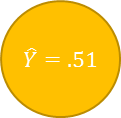 Ŷ = .51